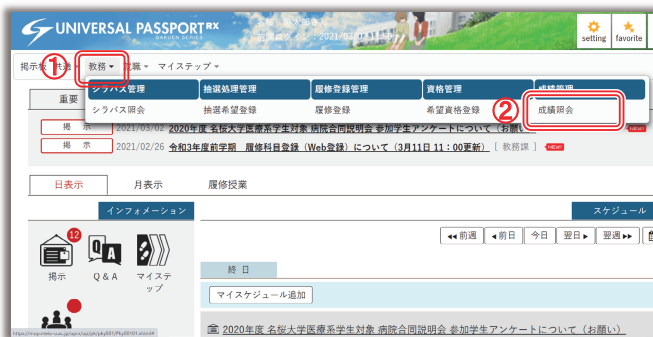 UNIVERSAL PASSPORT RX
GAKUEN SERIES
setting favorite
①
教務▼ マイステップ▼
シラバス管理 抽選処理管理 履修登録管理 資格管理 成績管理
シラバス照会 抽選希望登録 履修登録 希望資格登録 ② 成績照会
重要
掲 示 2021/03/02 2020年度 名桜大学医療系学生対象 病院合同説明会 参加学生アンケートについて（お願い）
掲 示 2021/02/26 令和3年度前学期 履修科目登録（Web登録）について（3月11日 11：00更新） [ 教務課 ] NEW!
日表示 月表示 履修授業
インフォメーション スケジュール
◀◀前週 ◀前日 今日 翌日▶ 翌週▶▶
12
掲示 Q & A マイステップ
終 日
マイスケジュール追加
2020年度 名桜大学医療系学生対象 病院合同説明会 参加学生アンケートについて（お願い）